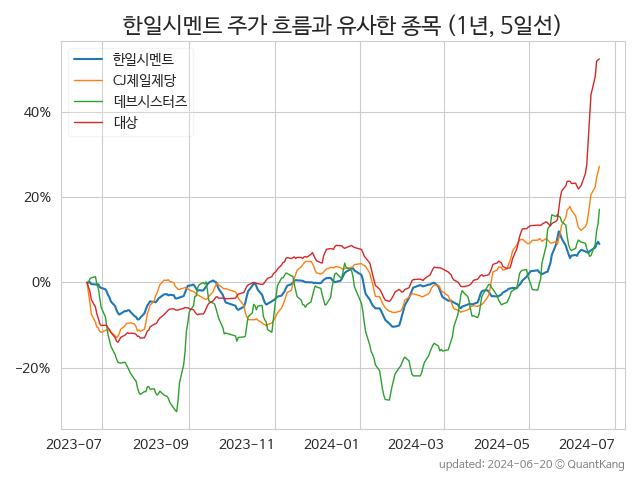 한일시멘트 주가 흐름과 유사한 종목 (1년, 5일선)
한일시멘트
CJ제일제당
데브시스터즈
대상
40%
20%
0%
−20%
2023-07 2023-09 2023-11 2024-01 2024-03 2024-05 2024-07
updated: 2024-06-20 © QuantKang